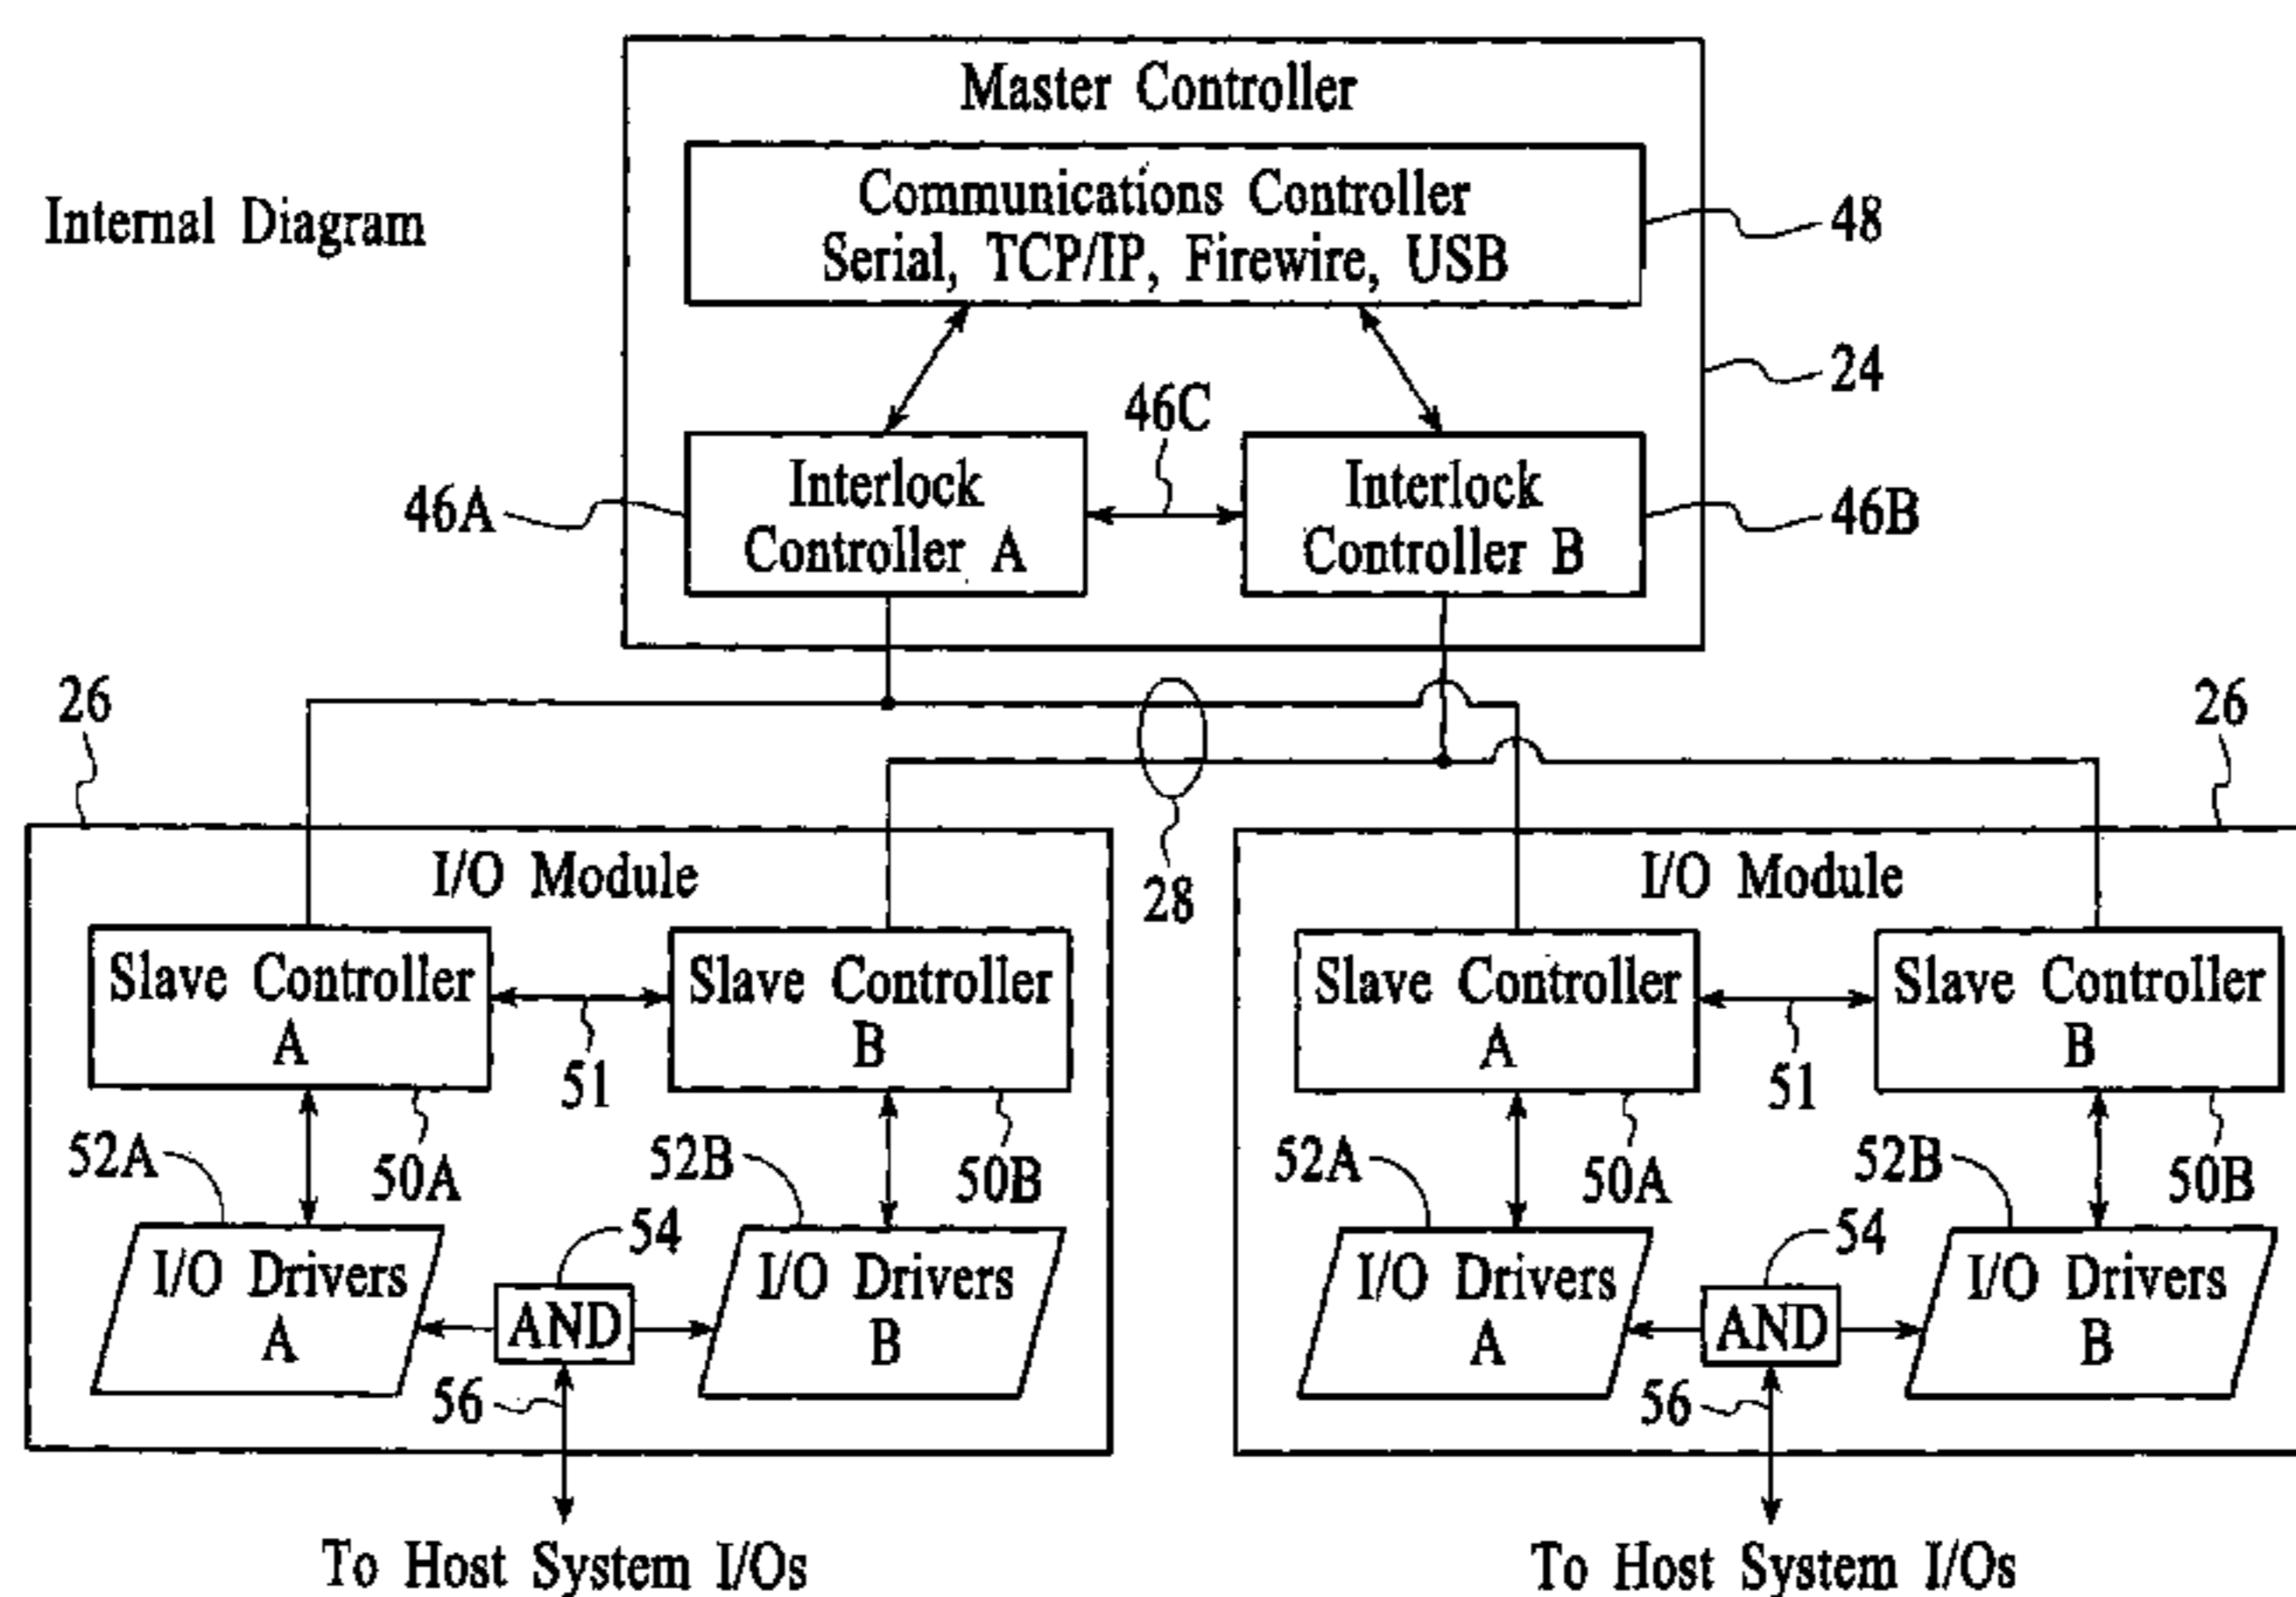 Master Controller
Communications Controller
Serial, TCP/IP, Firewire, USB
Internal Diagram
48
24
46C
Interlock
Controller A
Interlock
Controller B
46A
46B
26
26
28
I/O Module
I/O Module
Slave Controller
A
Slave Controller
B
Slave Controller
A
Slave Controller
B
51
51
52A
50A
52B
50B
52A
50A
52B
50B
54
54
I/O Drivers
A
AND
I/O Drivers
B
I/O Drivers
A
AND
I/O Drivers
B
56
56
To Host System I/Os
To Host System I/Os